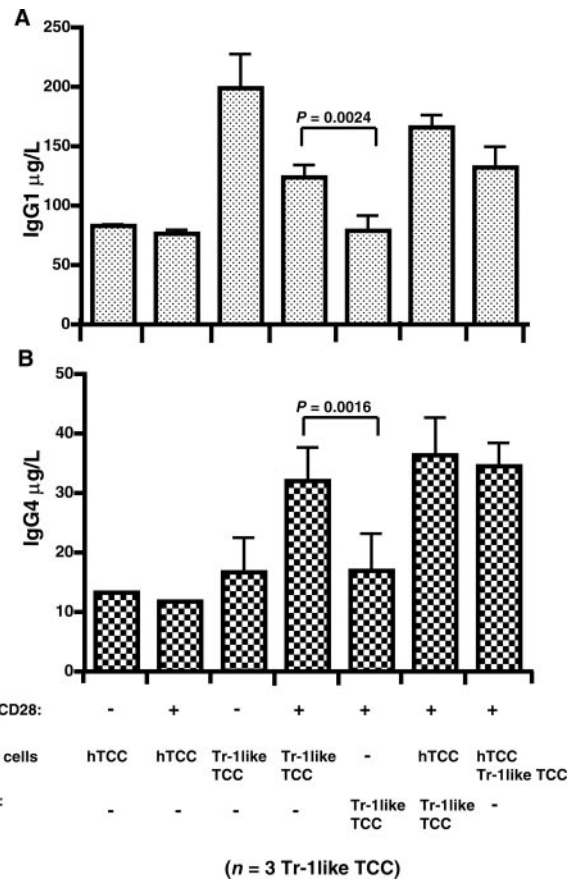 A
250
200
150
100
50
0
IgG1 µg/L
P = 0.0024
B
50
40
30
20
10
0
IgG4 µg/L
P = 0.0016
CD28: - + - + + + +
cells hTCC hTCC Tr-1like TCC Tr-1like TCC - hTCC hTCC Tr-1like TCC
: - - - - Tr-1like TCC Tr-1like TCC -
(n = 3 Tr-1like TCC)